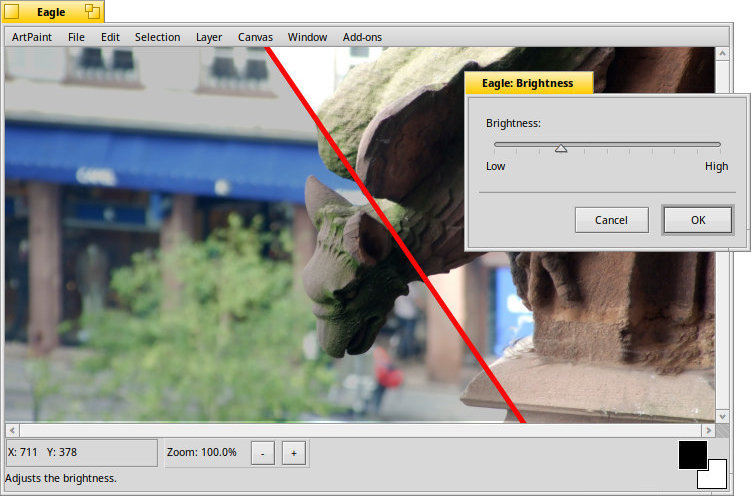 Eagle
ArtPaint File Edit Selection Layer Canvas Window Add-ons
Eagle: Brightness
Brightness:
Low High
Cancel OK
X: 711 Y: 378 Zoom: 100.0% - +
Adjusts the brightness.